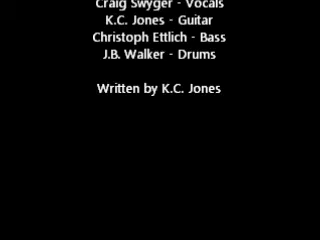 Craig Swyger - Vocals
K.C. Jones - Guitar
Christoph Ettlich - Bass
J.B. Walker - Drums
Written by K.C. Jones